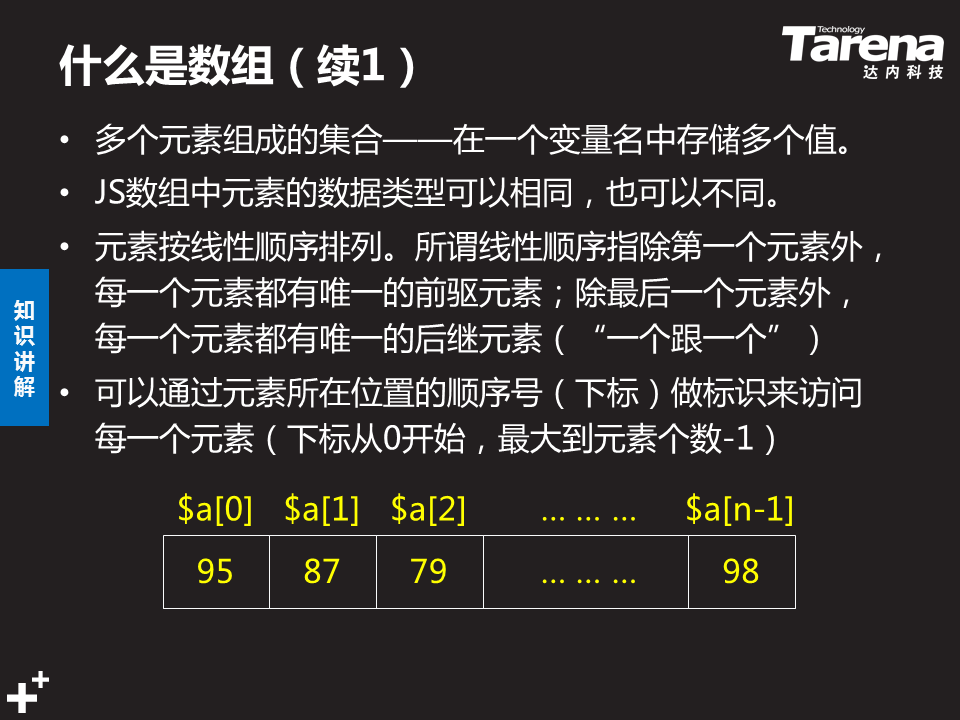 什么是数组（续1）
Technology
Tarena
达内科技
• 多个元素组成的集合——在一个变量名中存储多个值。
• JS数组中元素的数据类型可以相同，也可以不同。
• 元素按线性顺序排列。所谓线性顺序指除第一个元素外，
每一个元素都有唯一的前驱元素；除最后一个元素外，
每一个元素都有唯一的后继元素（“一个跟一个”）
• 可以通过元素所在位置的顺序号（下标）做标识来访问
每一个元素（下标从0开始，最大到元素个数-1）
知识讲解
$a[0] $a[1] $a[2] … … … $a[n-1]
95 87 79 … … … 98